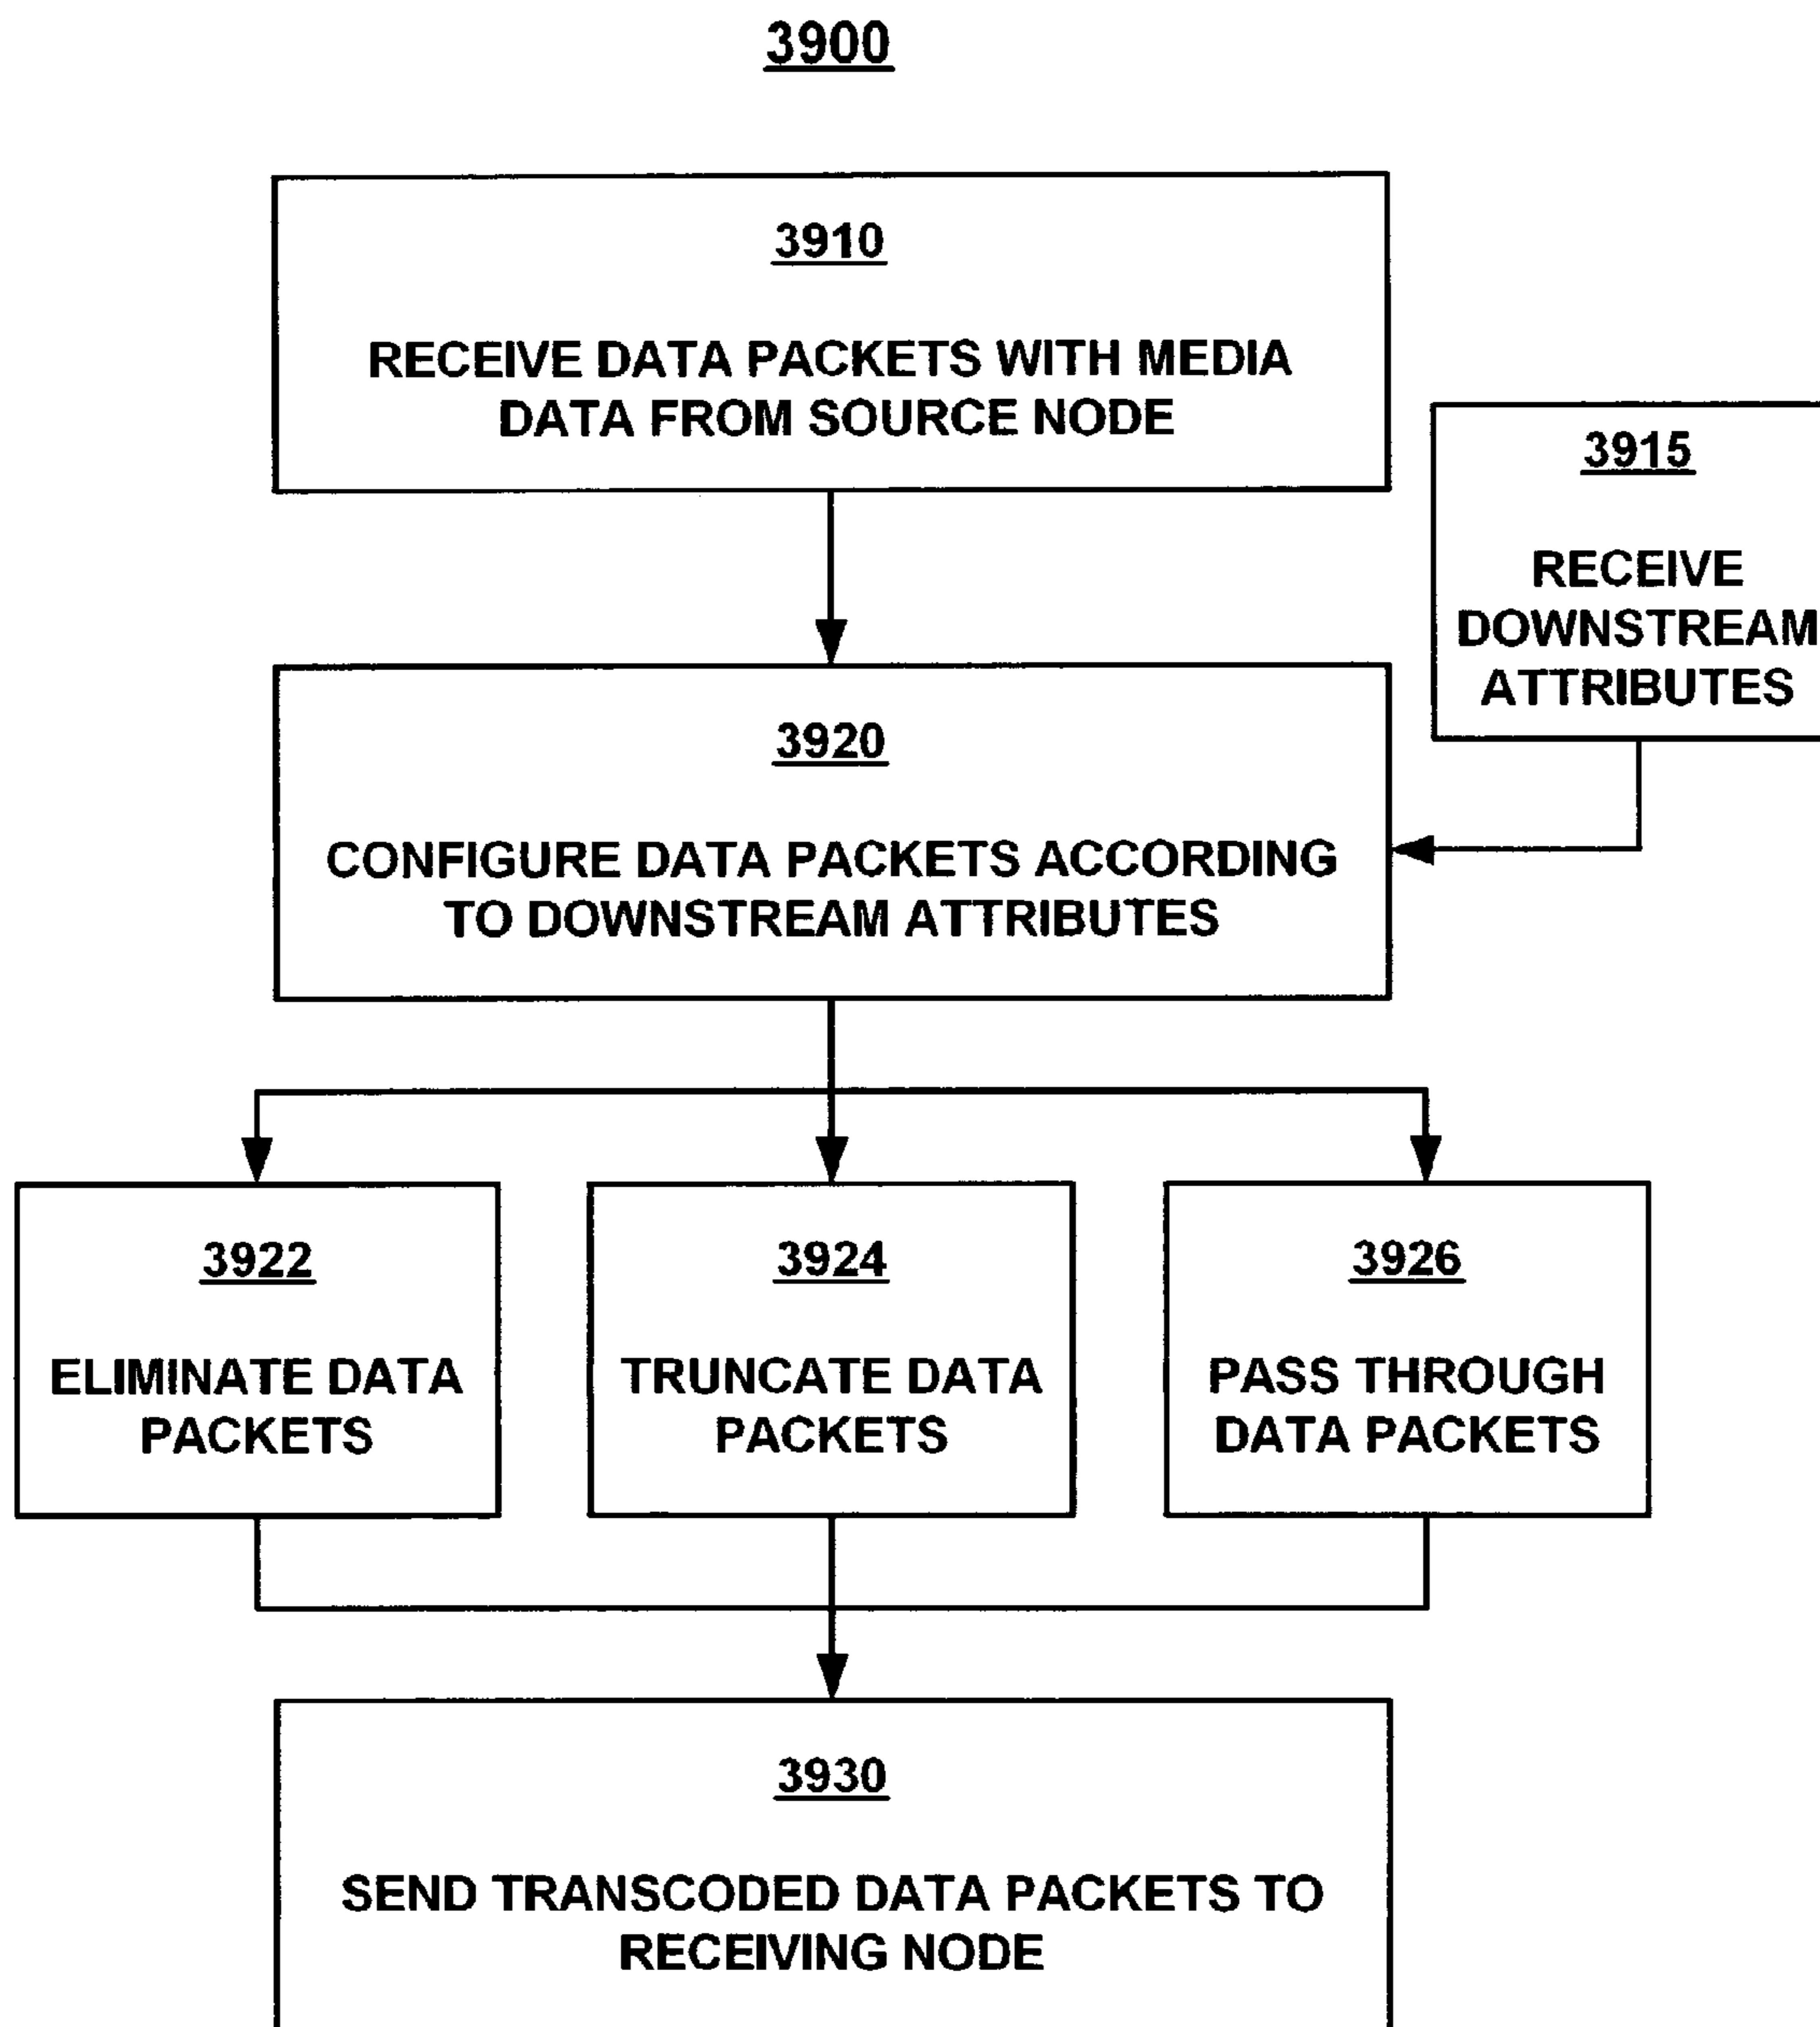 3900
3910
RECEIVE DATA PACKETS WITH MEDIA
DATA FROM SOURCE NODE
3915
RECEIVE
DOWNSTREAM
ATTRIBUTES
3920
CONFIGURE DATA PACKETS ACCORDING
TO DOWNSTREAM ATTRIBUTES
3922
ELIMINATE DATA
PACKETS
3924
TRUNCATE DATA
PACKETS
3926
PASS THROUGH
DATA PACKETS
3930
SEND TRANSCODED DATA PACKETS TO
RECEIVING NODE